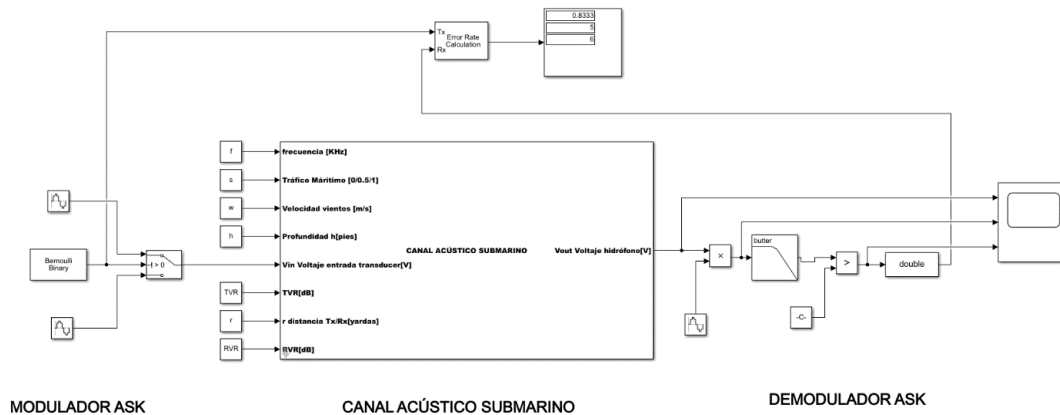 0.8333
5
6
Tx
Rx
Error Rate
Calculation
f
frecuencia [KHz]
s
Tráfico Máritimo [0/0.5/1]
w
Velocidad vientos [m/s]
h
Profundidad h[pies]
Bernoulli
Binary
> 0
Vin Voltaje entrada transducer[V]
CANAL ACÚSTICO SUBMARINO
Vout Voltaje hidrófono[V]
TVR
TVR[dB]
r
r distancia Tx/Rx[yardas]
RVR
RVR[dB]
×
butter
>
double
-C-
MODULADOR ASK
CANAL ACÚSTICO SUBMARINO
DEMODULADOR ASK